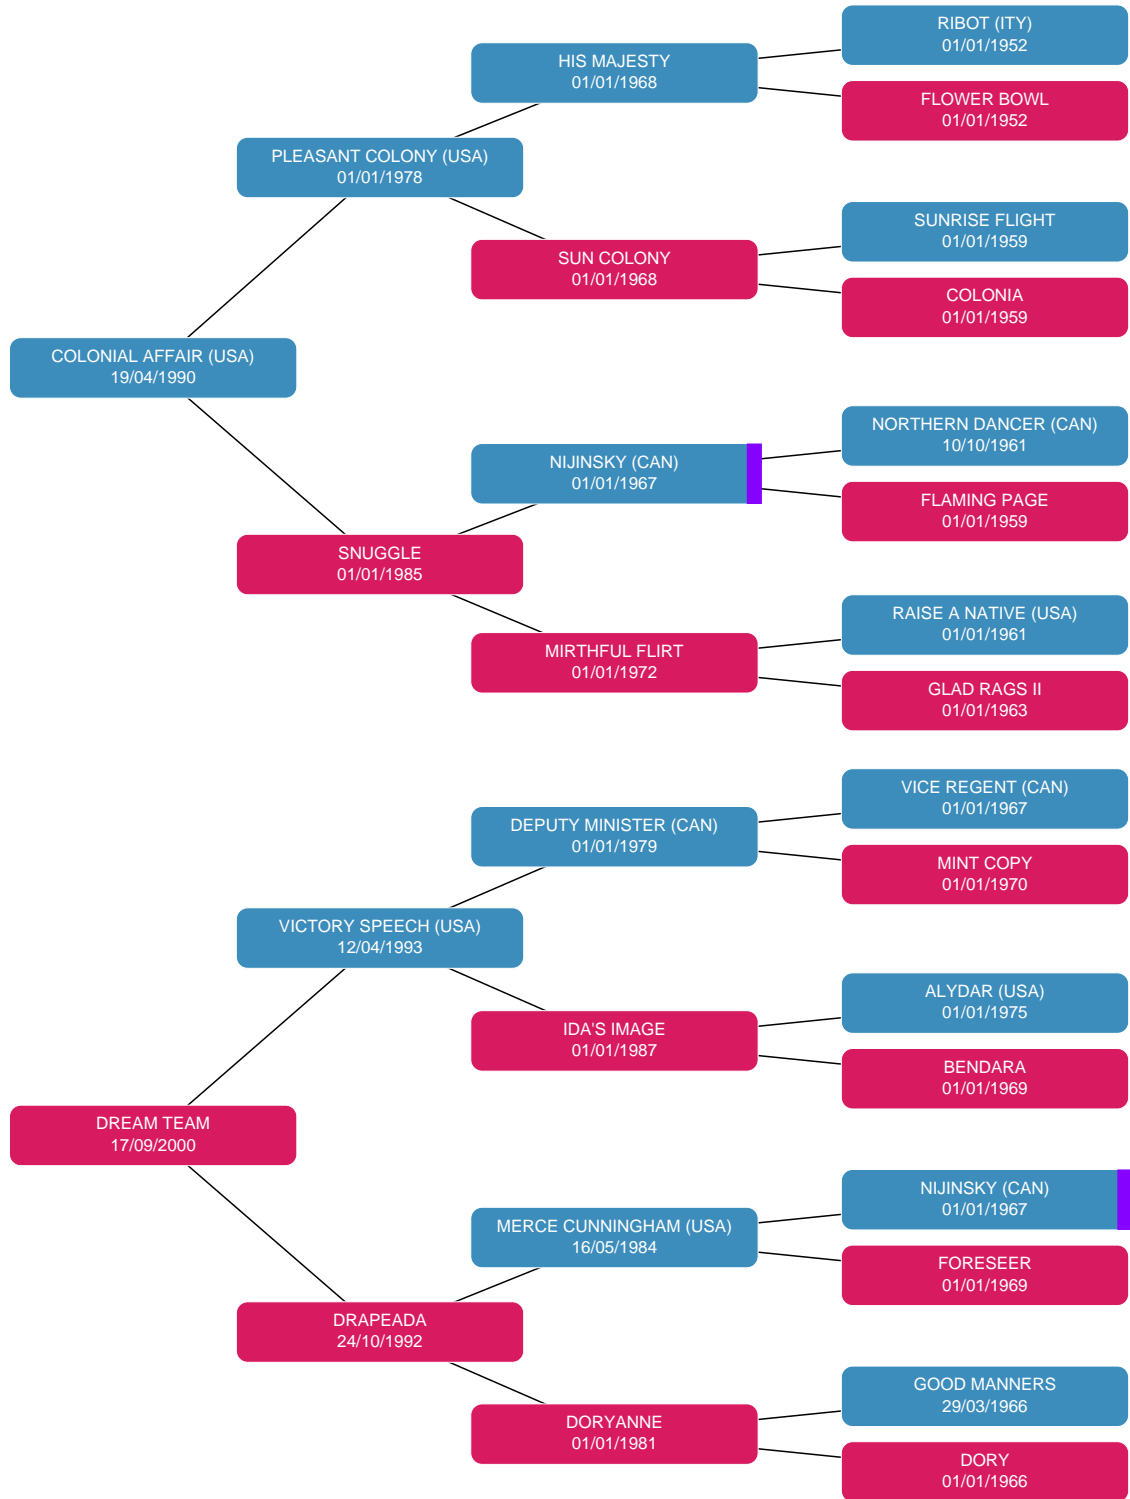 RIBOT (ITY)
01/01/1952
HIS MAJESTY
01/01/1968
FLOWER BOWL
01/01/1952
PLEASANT COLONY (USA)
01/01/1978
SUNRISE FLIGHT
01/01/1959
SUN COLONY
01/01/1968
COLONIA
01/01/1959
COLONIAL AFFAIR (USA)
19/04/1990
NORTHERN DANCER (CAN)
10/10/1961
NIJINSKY (CAN)
01/01/1967
FLAMING PAGE
01/01/1959
SNUGGLE
01/01/1985
RAISE A NATIVE (USA)
01/01/1961
MIRTHFUL FLIRT
01/01/1972
GLAD RAGS II
01/01/1963
VICE REGENT (CAN)
01/01/1967
DEPUTY MINISTER (CAN)
01/01/1979
MINT COPY
01/01/1970
VICTORY SPEECH (USA)
12/04/1993
ALYDAR (USA)
01/01/1975
IDA'S IMAGE
01/01/1987
BENDARA
01/01/1969
DREAM TEAM
17/09/2000
NIJINSKY (CAN)
01/01/1967
MERCE CUNNINGHAM (USA)
16/05/1984
FORESEER
01/01/1969
DRAPEADA
24/10/1992
GOOD MANNERS
29/03/1966
DORYANNE
01/01/1981
DORY
01/01/1966